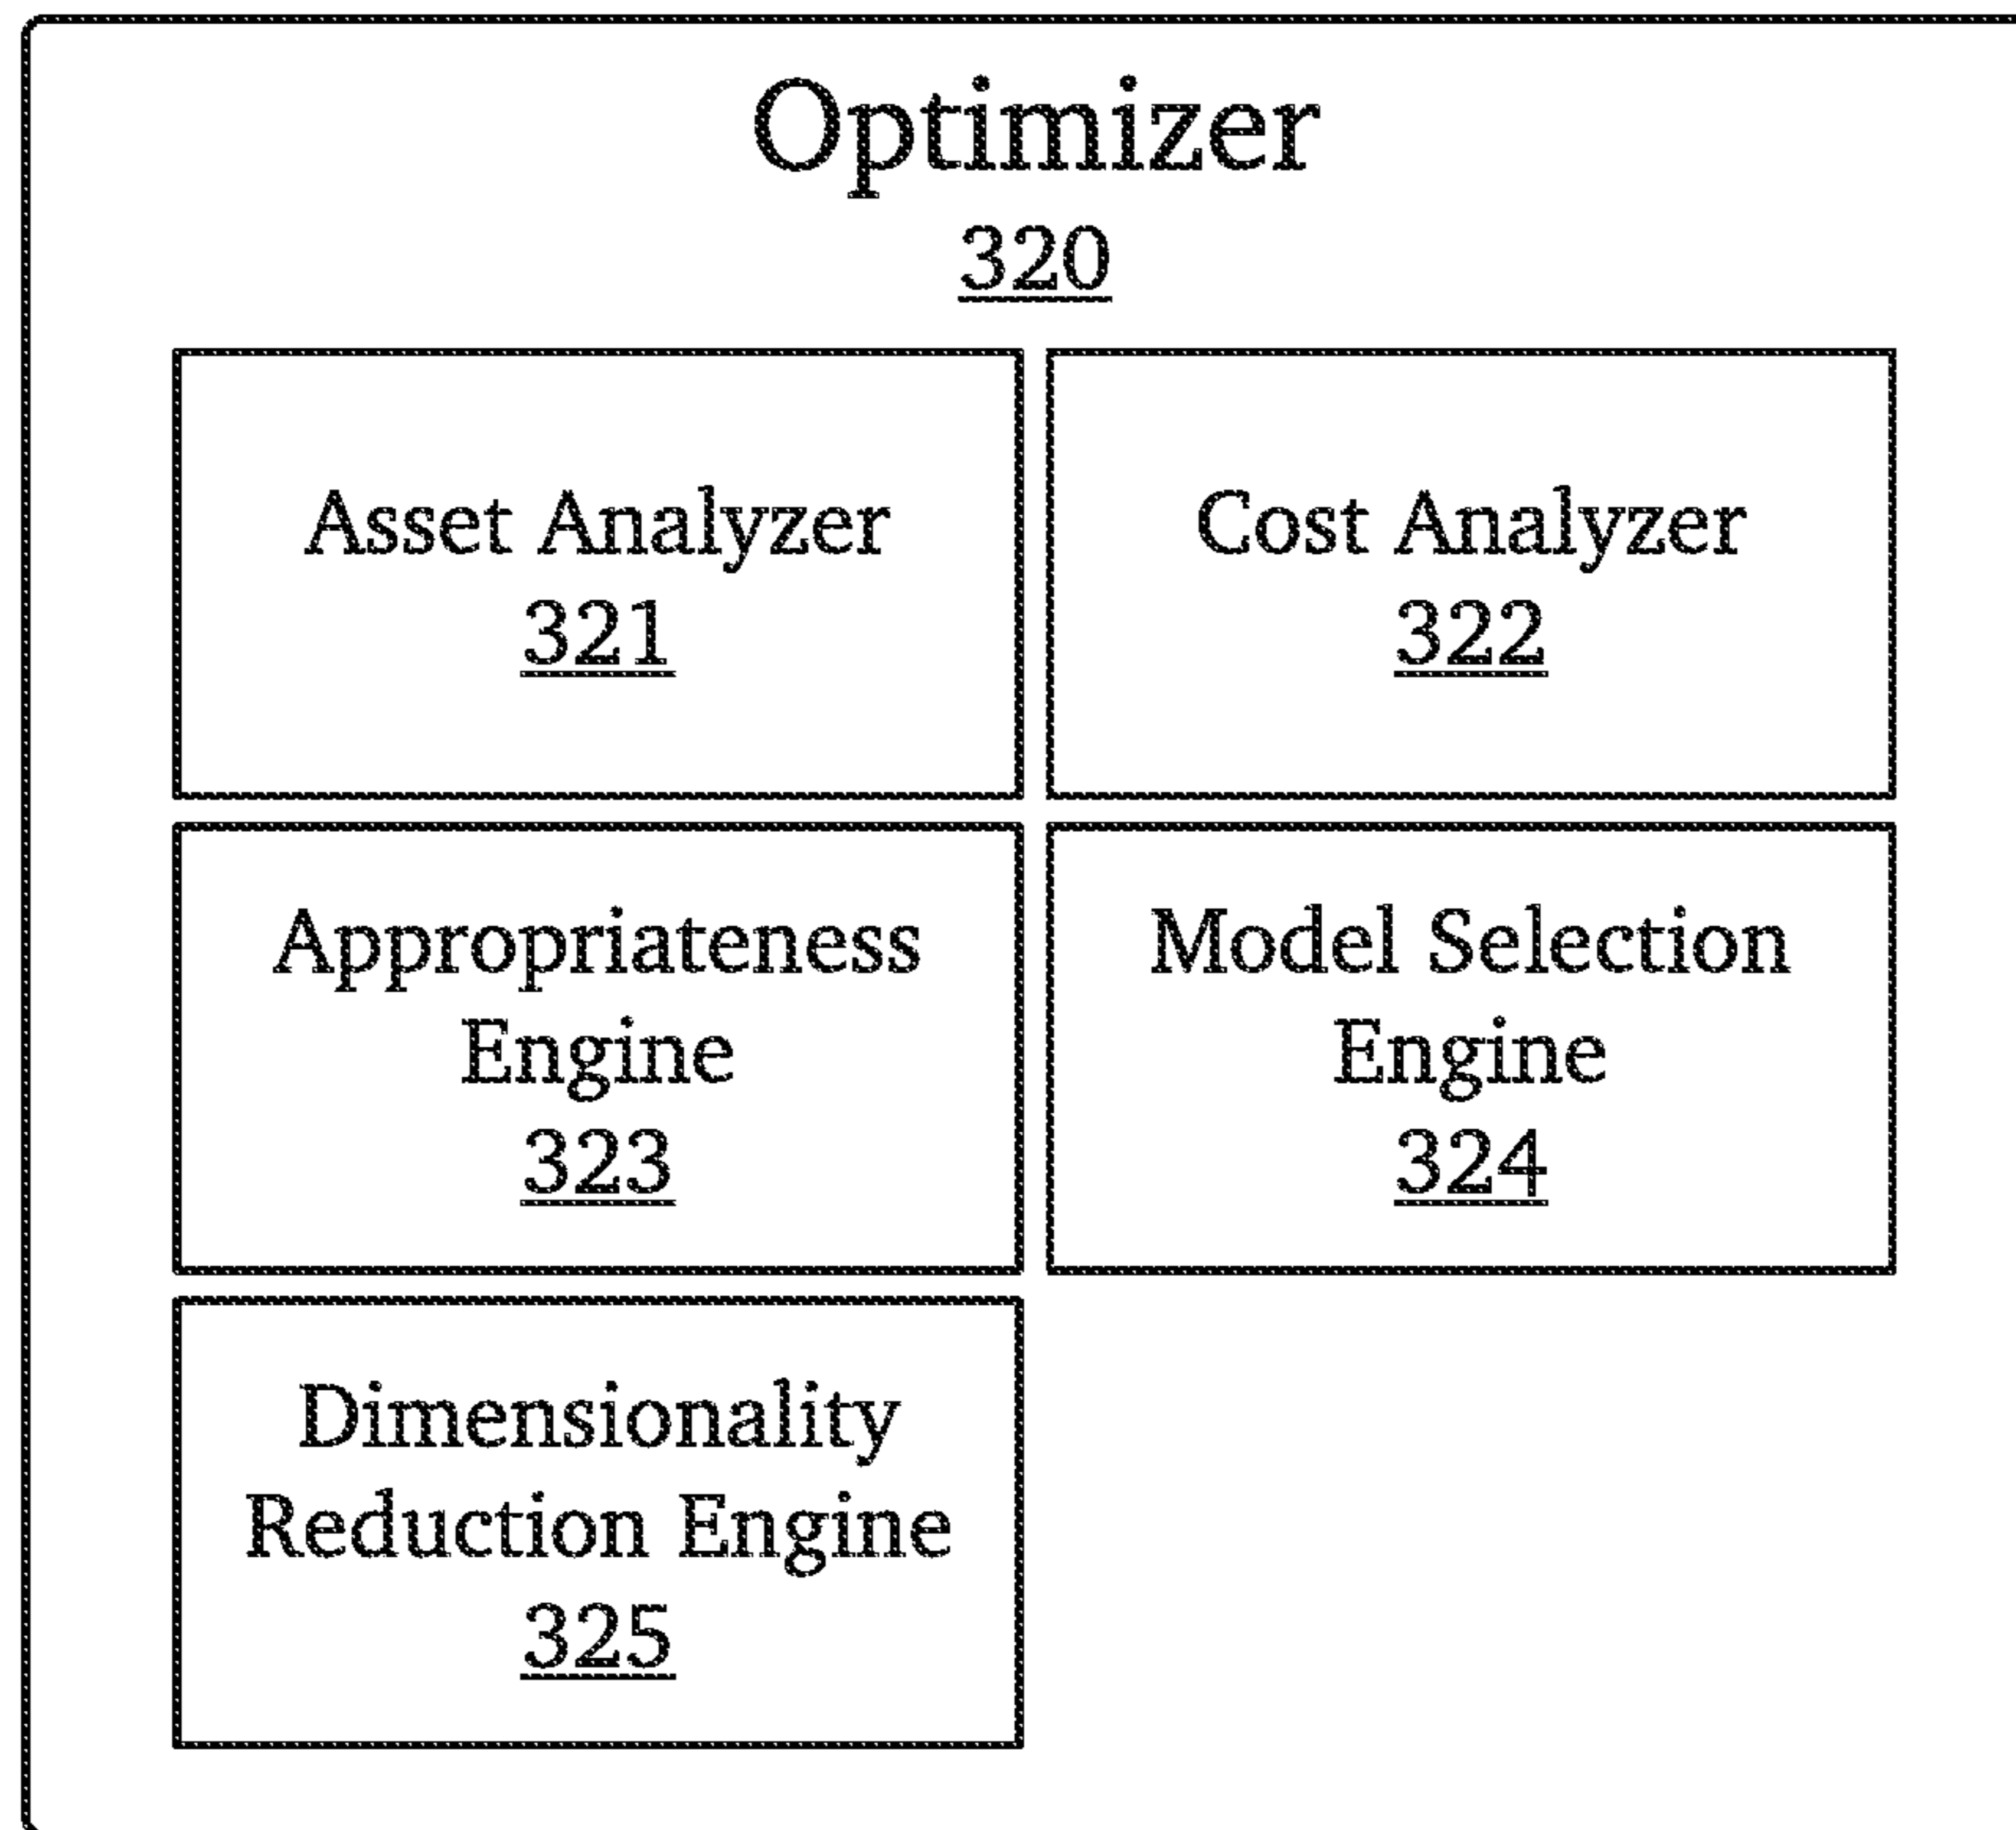 Optimizer
320
Asset Analyzer
321
Cost Analyzer
322
Appropriateness
Engine
323
Model Selection
Engine
324
Dimensionality
Reduction Engine
325